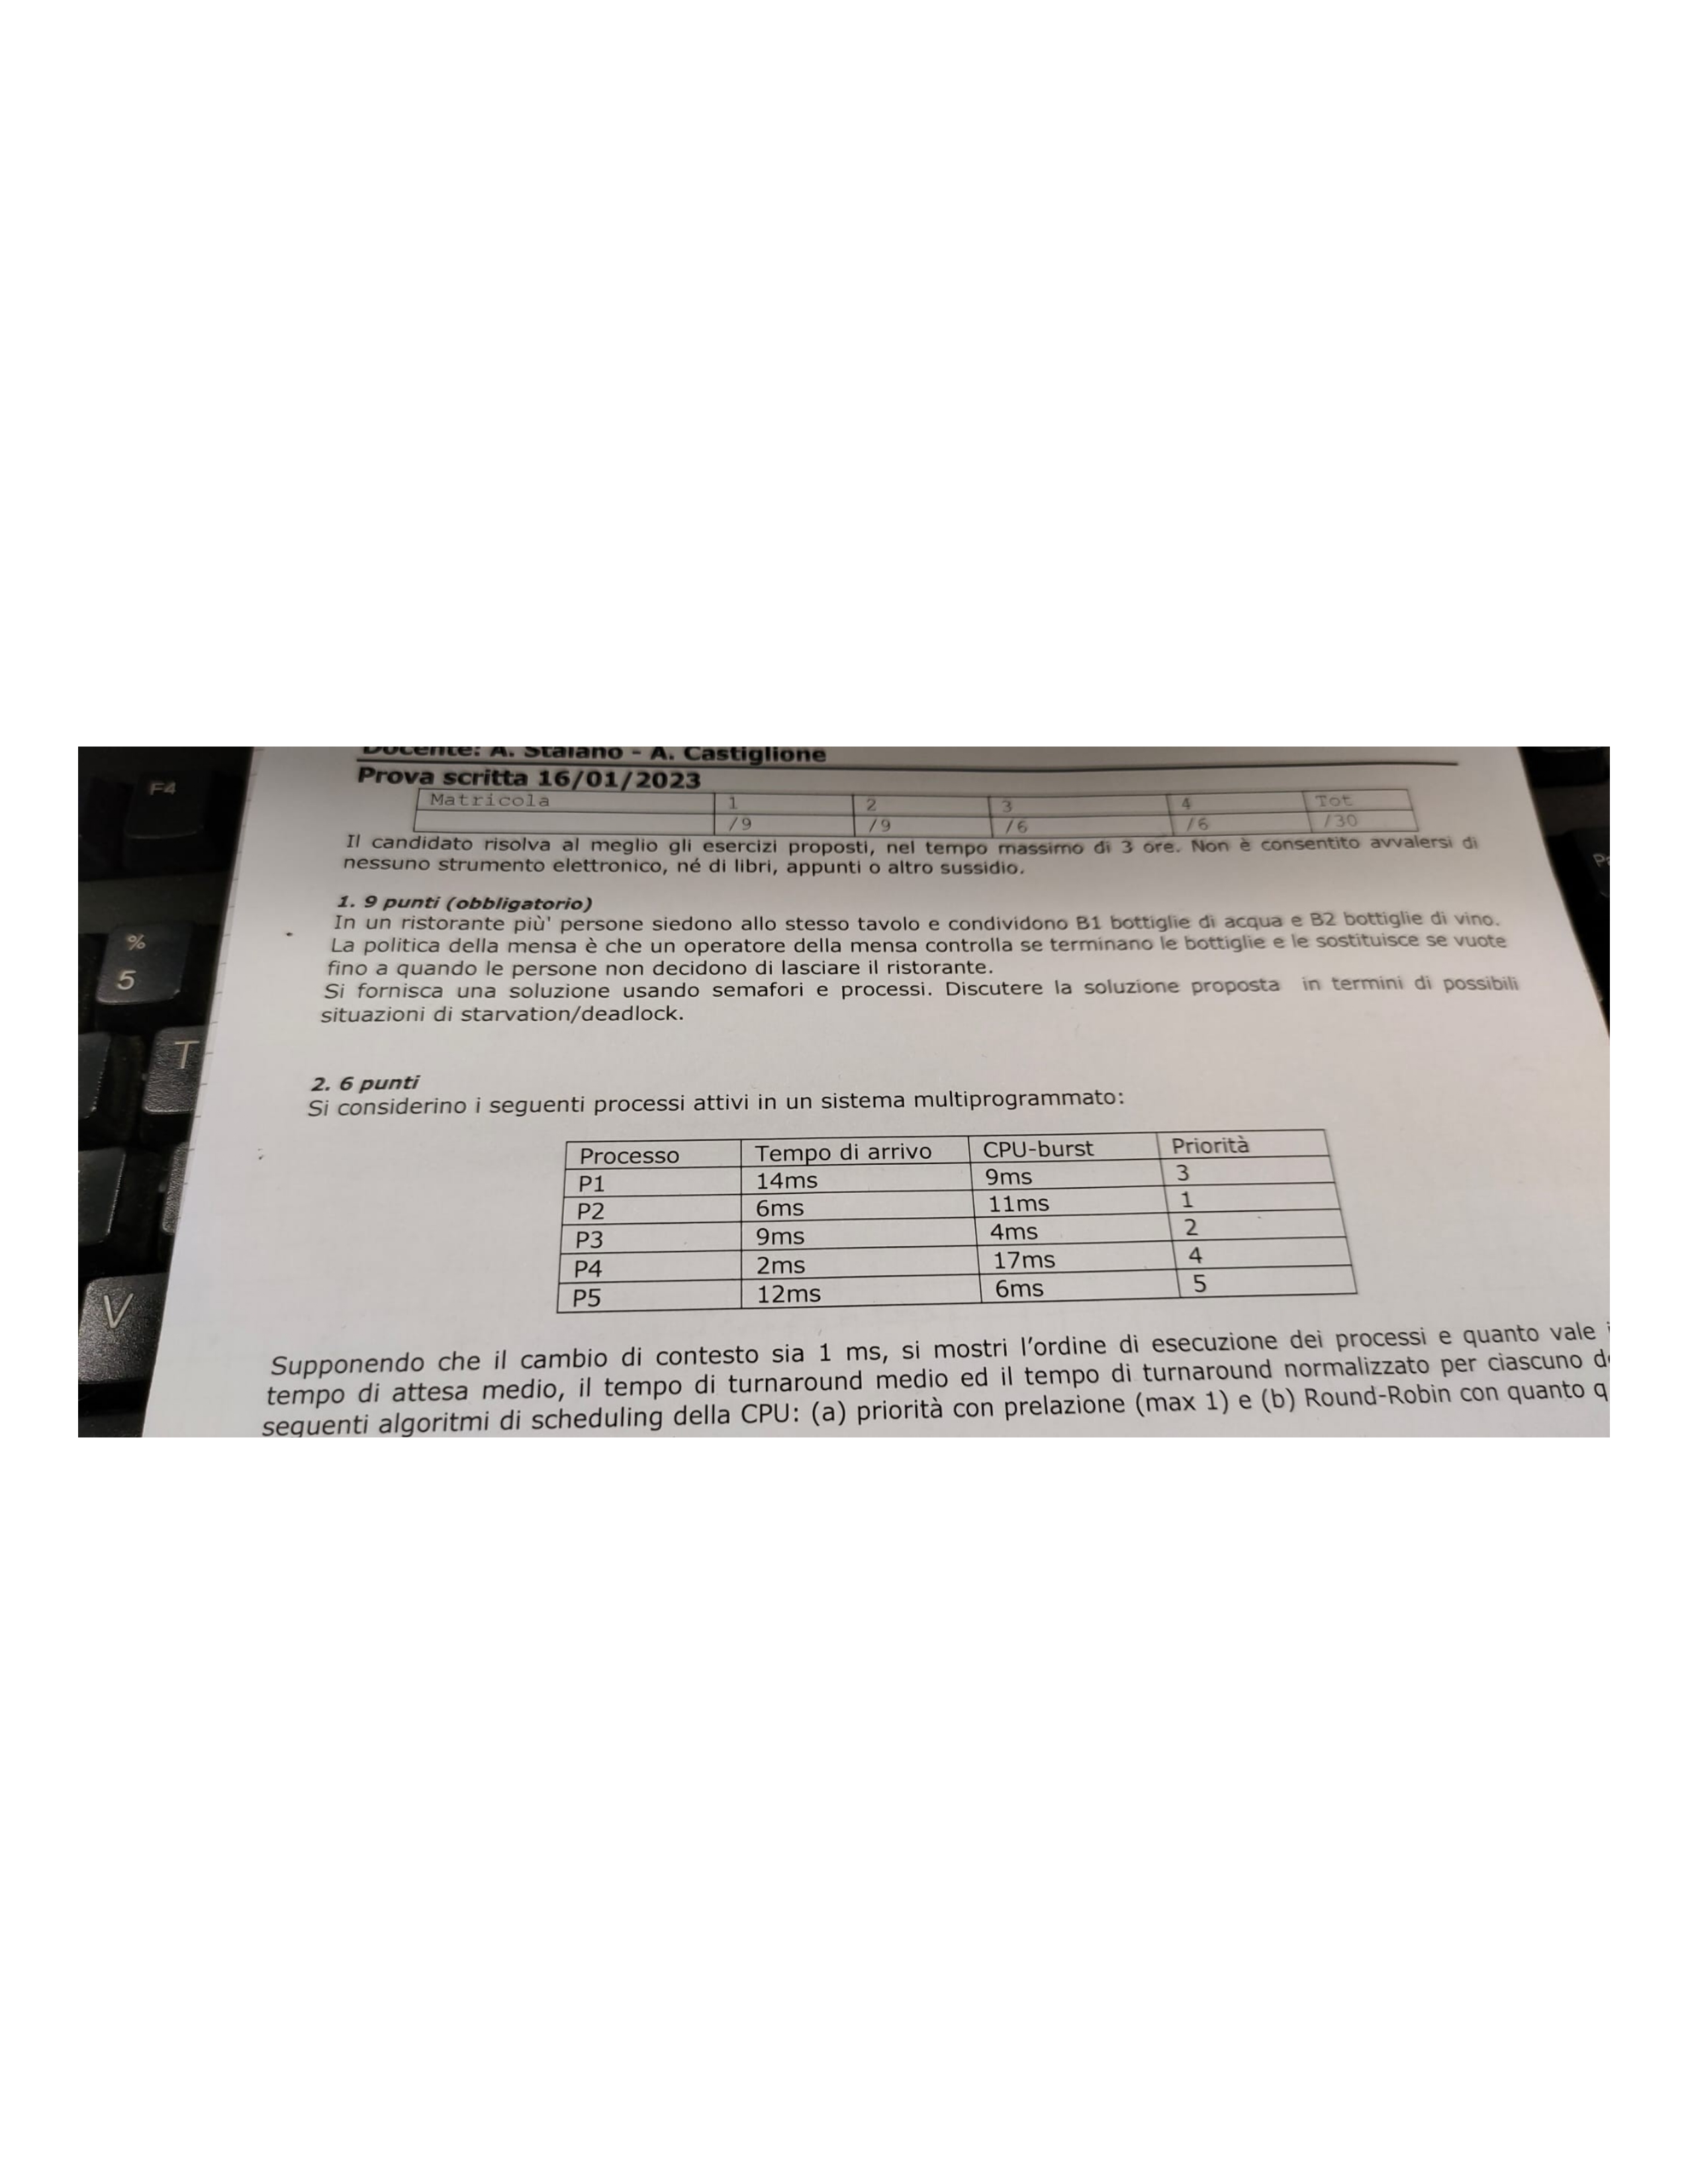 Docente: A. Staiano - A. Castiglione
Prova scritta 16/01/2023
Matricola 1 2 3 4 Tot
/9 /9 /6 /6 /30
Il candidato risolva al meglio gli esercizi proposti, nel tempo massimo di 3 ore. Non è consentito avvalersi di
nessuno strumento elettronico, né di libri, appunti o altro sussidio.
1. 9 punti (obbligatorio)
In un ristorante più' persone siedono allo stesso tavolo e condividono B1 bottiglie di acqua e B2 bottiglie di vino.
La politica della mensa è che un operatore della mensa controlla se terminano le bottiglie e le sostituisce se vuote
fino a quando le persone non decidono di lasciare il ristorante.
Si fornisca una soluzione usando semafori e processi. Discutere la soluzione proposta in termini di possibili
situazioni di starvation/deadlock.
2. 6 punti
Si considerino i seguenti processi attivi in un sistema multiprogrammato:
Processo Tempo di arrivo CPU-burst Priorità
P1 14ms 9ms 3
P2 6ms 11ms 1
P3 9ms 4ms 2
P4 2ms 17ms 4
P5 12ms 6ms 5
Supponendo che il cambio di contesto sia 1 ms, si mostri l'ordine di esecuzione dei processi e quanto vale
tempo di attesa medio, il tempo di turnaround medio ed il tempo di turnaround normalizzato per ciascuno
seguenti algoritmi di scheduling della CPU: (a) priorità con prelazione (max 1) e (b) Round-Robin con quanto q
F4
%
5
T
V